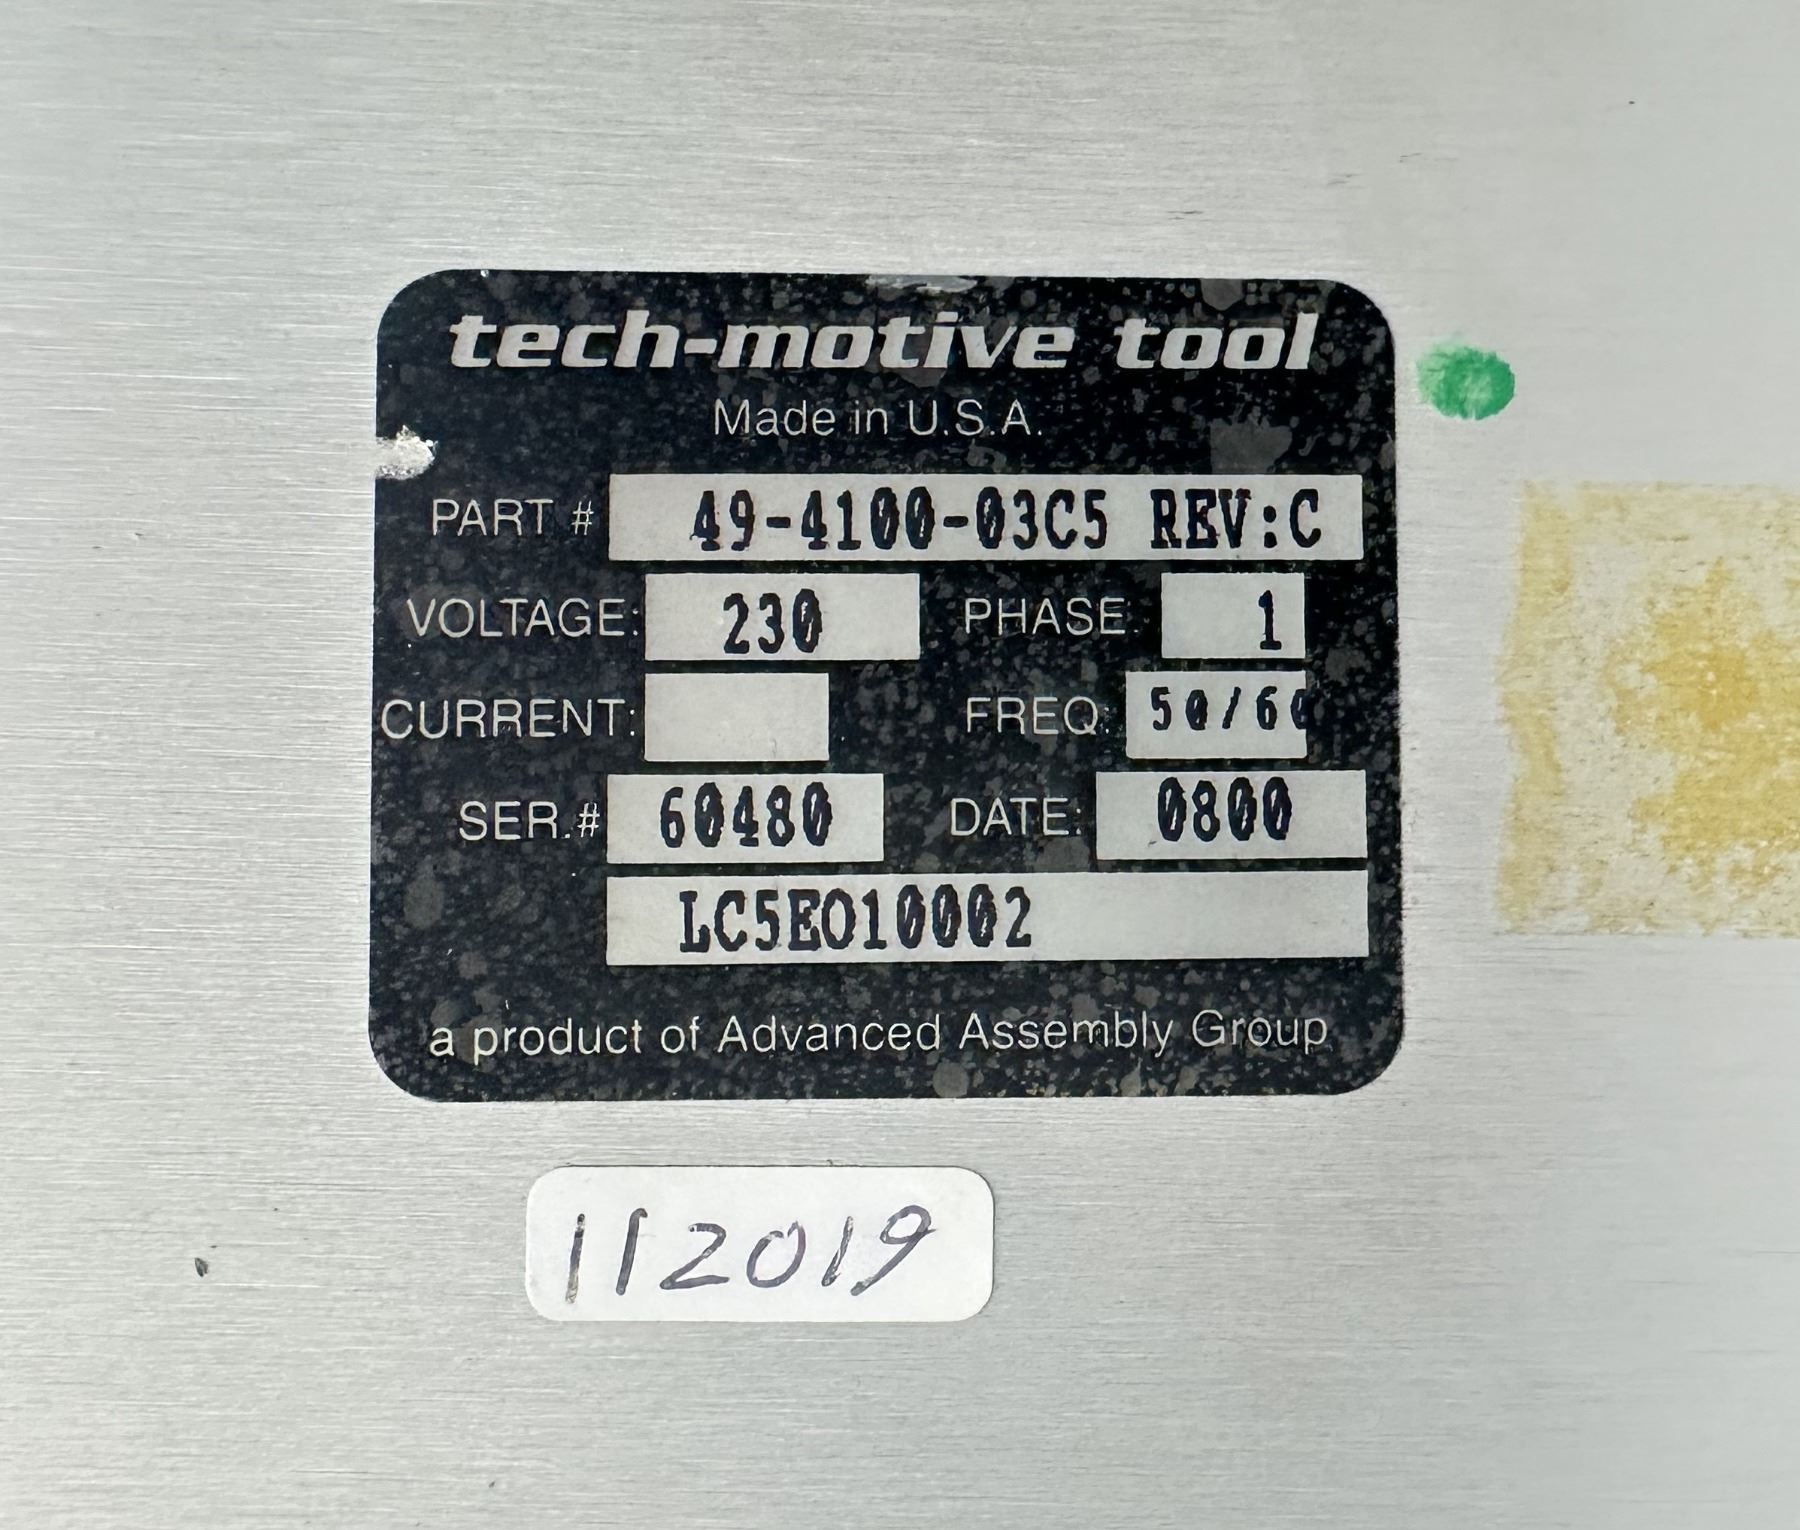 tech-motive tool
Made in U.S.A.
PART # 49-4100-03C5 REV:C
VOLTAGE: 230 PHASE: 1
CURRENT: FREQ: 50/60
SER.# 60480 DATE: 0800
LC5EO10002
a product of Advanced Assembly Group
112019